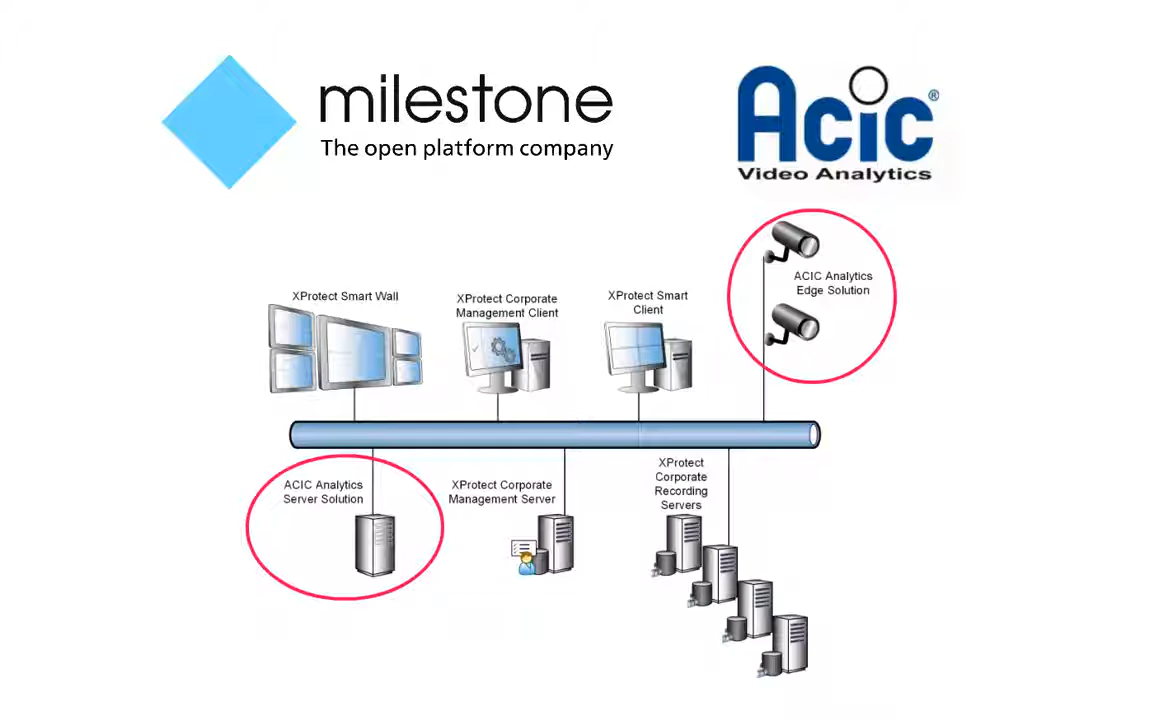 milestone
The open platform company
Acic®
Video Analytics
ACIC Analytics
Edge Solution
XProtect Smart Wall
XProtect Corporate
Management Client
XProtect Smart
Client
ACIC Analytics
Server Solution
XProtect Corporate
Management Server
XProtect
Corporate
Recording
Servers